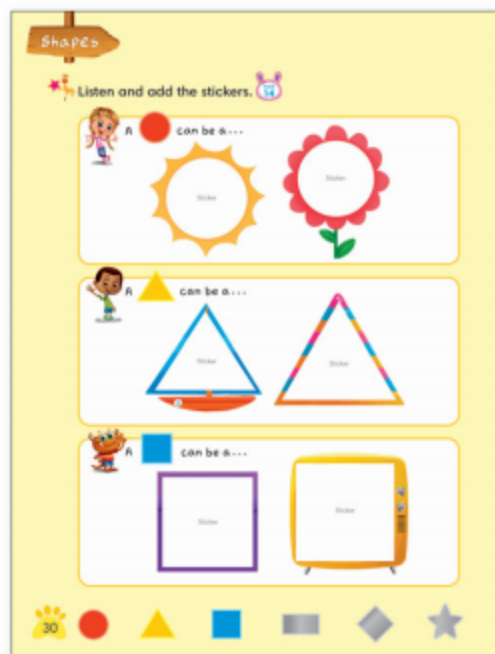 Shapes
Listen and add the stickers.
A can be a...
Sticker
Sticker
A can be a...
Sticker
Sticker
A can be a...
Sticker
Sticker
30